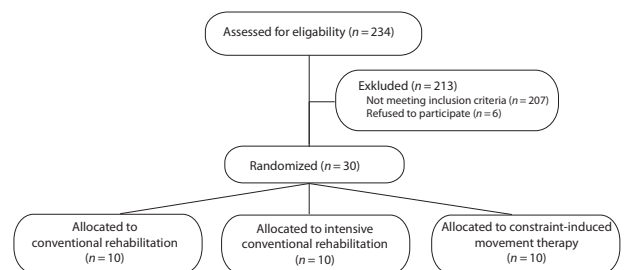 Assessed for eligability (n = 234)
Exkluded (n = 213)
Not meeting inclusion criteria (n = 207)
Refused to participate (n = 6)
Randomized (n = 30)
Allocated to
conventional rehabilitation
(n = 10)
Allocated to intensive
conventional rehabilitation
(n = 10)
Allocated to constraint-induced
movement therapy
(n = 10)